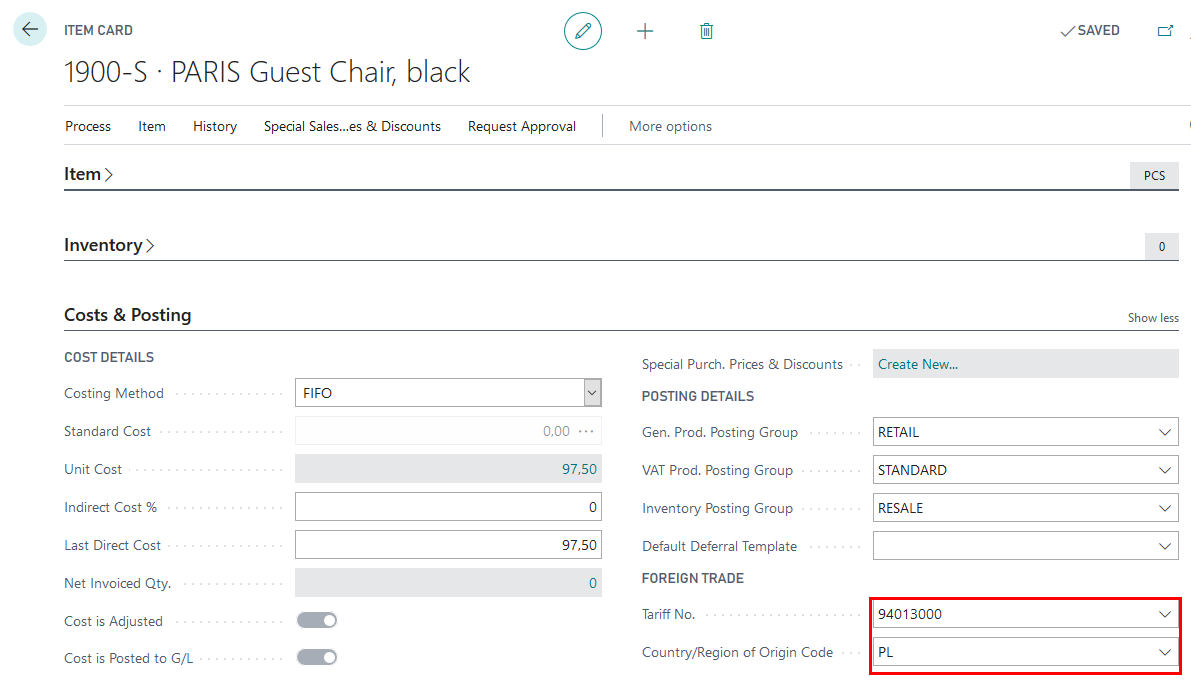 ITEM CARD
SAVED
1900-S · PARIS Guest Chair, black
Process Item History Special Sales...es & Discounts Request Approval More options
Item
PCS
Inventory
0
Costs & Posting
Show less
COST DETAILS
Costing Method FIFO
Standard Cost 0,00 ...
Unit Cost 97,50
Indirect Cost % 0
Last Direct Cost 97,50
Net Invoiced Qty. 0
Cost is Adjusted
Cost is Posted to G/L
Special Purch. Prices & Discounts Create New...
POSTING DETAILS
Gen. Prod. Posting Group RETAIL
VAT Prod. Posting Group STANDARD
Inventory Posting Group RESALE
Default Deferral Template
FOREIGN TRADE
Tariff No. 94013000
Country/Region of Origin Code PL